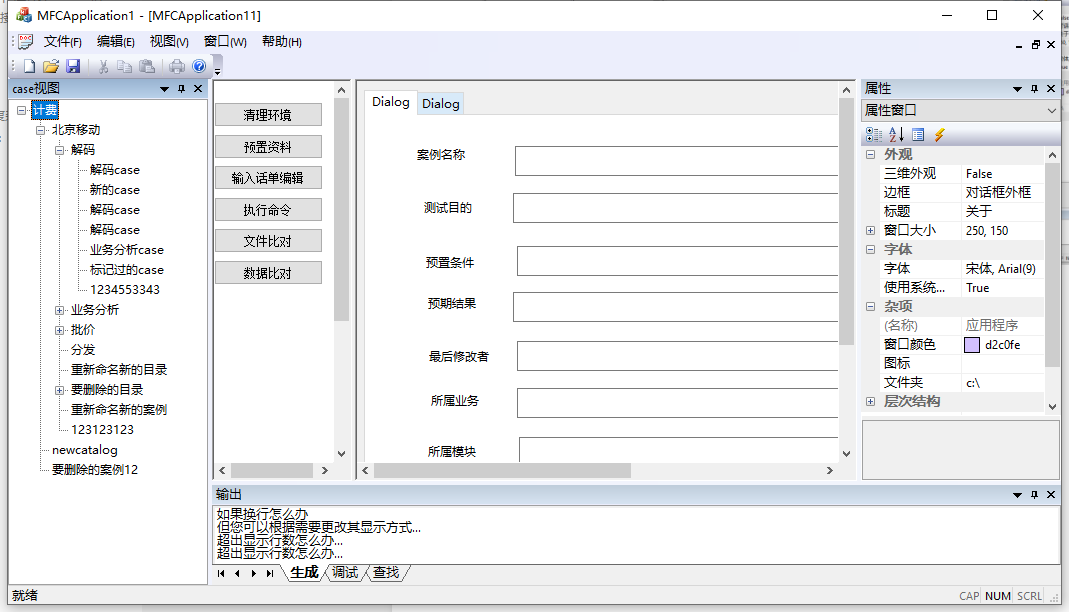 MFCApplication1 - [MFCApplication11]
文件(F) 编辑(E) 视图(V) 窗口(W) 帮助(H)
case视图
计费
北京移动
解码
解码case
新的case
解码case
解码case
业务分析case
标记过的case
1234553343
业务分析
批价
分发
重新命名新的目录
要删除的目录
重新命名新的案例
123123123
newcatalog
要删除的案例12
清理环境
预置资料
输入话单编辑
执行命令
文件比对
数据比对
Dialog Dialog
案例名称
测试目的
预置条件
预期结果
最后修改者
所属业务
所属模块
属性
属性窗口
外观
三维外观 False
边框 对话框外框
标题 关于
窗口大小 250, 150
字体
字体 宋体, Arial(9)
使用系统... True
杂项
(名称) 应用程序
窗口颜色 d2c0fe
图标
文件夹 c:\
层次结构
输出
如果换行怎么办
但您可以根据需要更改其显示方式...
超出显示行数怎么办...
超出显示行数怎么办...
生成 调试 查找
就绪
CAP NUM SCRL